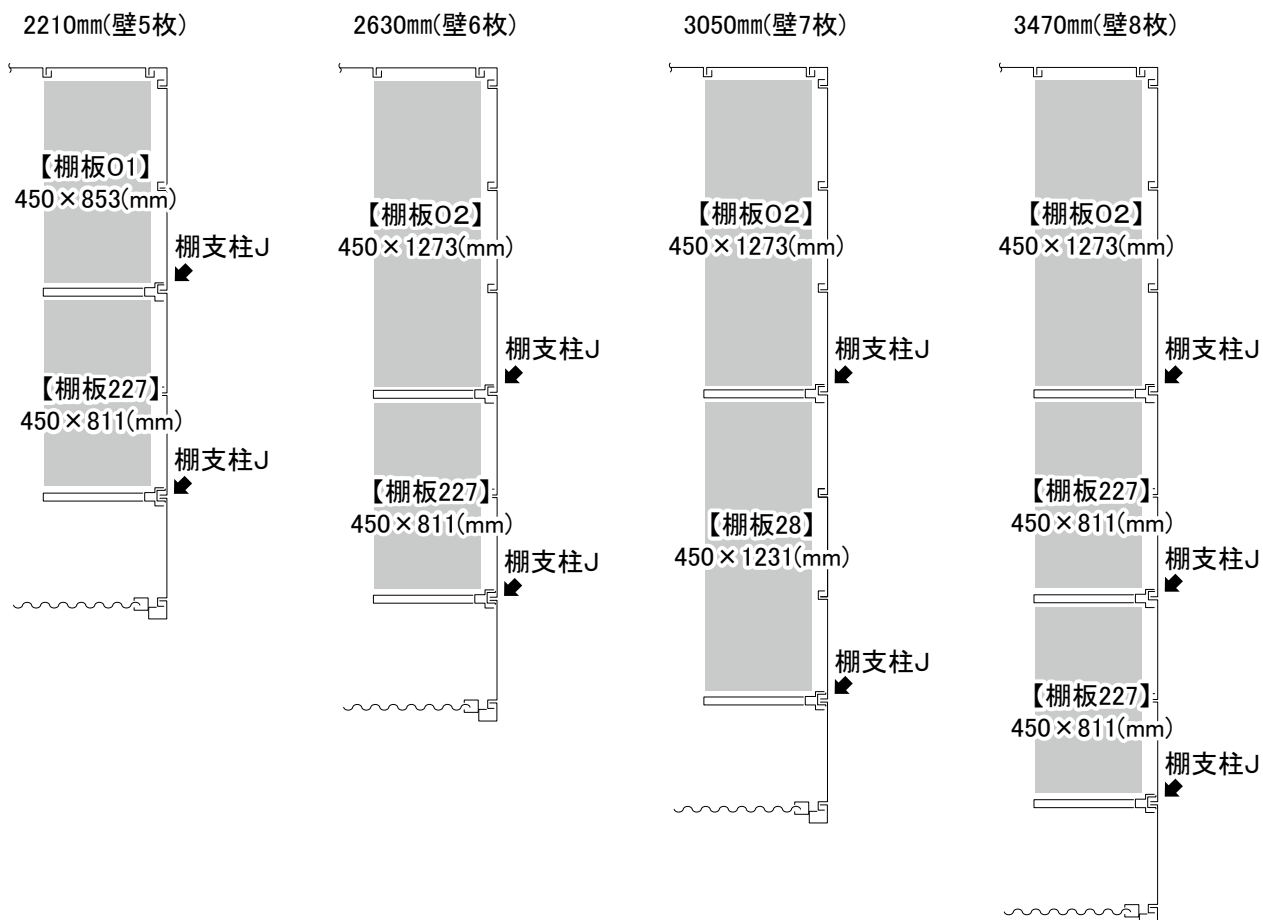 2210㎜(壁5枚)
【棚板01】
450×853(mm)
棚支柱J
【棚板227】
450×811(mm)
棚支柱J
2630㎜(壁6枚)
【棚板02】
450×1273(mm)
棚支柱J
【棚板227】
450×811(mm)
棚支柱J
3050㎜(壁7枚)
【棚板02】
450×1273(mm)
棚支柱J
【棚板28】
450×1231(mm)
棚支柱J
3470㎜(壁8枚)
【棚板02】
450×1273(mm)
棚支柱J
【棚板227】
450×811(mm)
棚支柱J
【棚板227】
450×811(mm)
棚支柱J